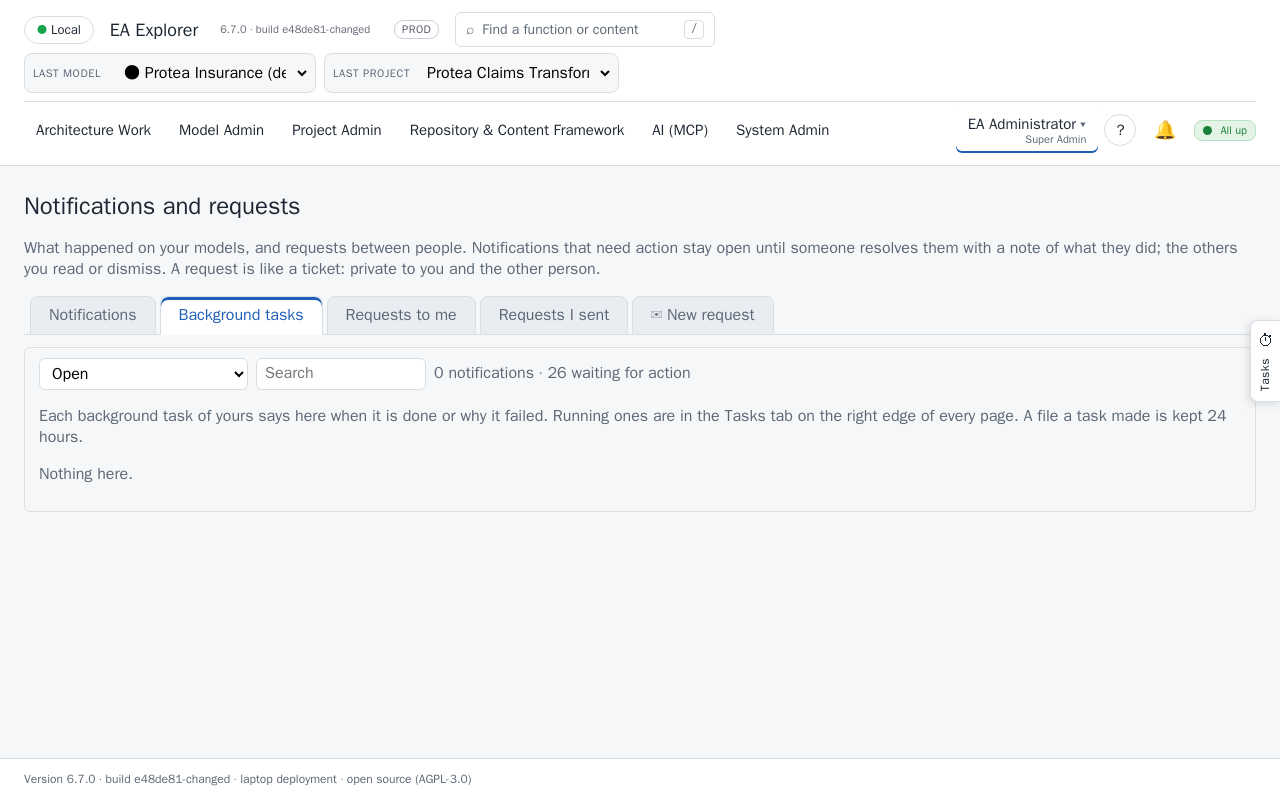 Local
EA Explorer
6.7.0 · build e48de81-changed
PROD
Find a function or content
/
LAST MODEL
Protea Insurance (de
LAST PROJECT
Protea Claims Transfor
Architecture Work
Model Admin
Project Admin
Repository & Content Framework
AI (MCP)
System Admin
EA Administrator ▾
Super Admin
?
All up
Notifications and requests
What happened on your models, and requests between people. Notifications that need action stay open until someone resolves them with a note of what they did; the others
you read or dismiss. A request is like a ticket: private to you and the other person.
Notifications
Background tasks
Requests to me
Requests I sent
✉ New request
Open
Search
0 notifications · 26 waiting for action
Each background task of yours says here when it is done or why it failed. Running ones are in the Tasks tab on the right edge of every page. A file a task made is kept 24
hours.
Nothing here.
Tasks
Version 6.7.0 · build e48de81-changed · laptop deployment · open source (AGPL-3.0)